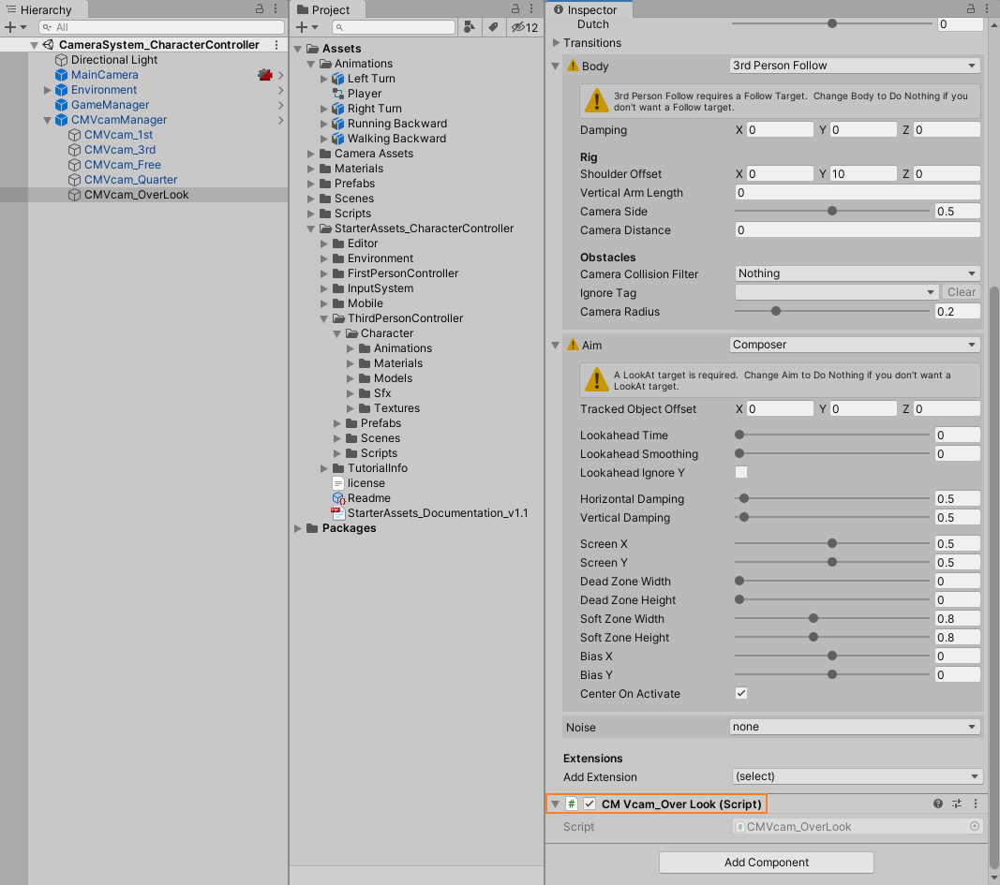 Hierarchy
All
CameraSystem_CharacterController
Directional Light
MainCamera
Environment
GameManager
CMVcamManager
CMVcam_1st
CMVcam_3rd
CMVcam_Free
CMVcam_Quarter
CMVcam_OverLook
Project
12
Assets
Animations
Left Turn
Player
Right Turn
Running Backward
Walking Backward
Camera Assets
Materials
Prefabs
Scenes
Scripts
StarterAssets_CharacterController
Editor
Environment
FirstPersonController
InputSystem
Mobile
ThirdPersonController
Character
Animations
Materials
Models
Sfx
Textures
Prefabs
Scenes
Scripts
TutorialInfo
license
Readme
StarterAssets_Documentation_v1.1
Packages
Inspector
Dutch 0
Transitions
Body 3rd Person Follow
3rd Person Follow requires a Follow Target. Change Body to Do Nothing if you
don't want a Follow target.
Damping X 0 Y 0 Z 0
Rig
Shoulder Offset X 0 Y 10 Z 0
Vertical Arm Length 0
Camera Side 0.5
Camera Distance 0
Obstacles
Camera Collision Filter Nothing
Ignore Tag Clear
Camera Radius 0.2
Aim Composer
A LookAt target is required. Change Aim to Do Nothing if you don't want a
LookAt target.
Tracked Object Offset X 0 Y 0 Z 0
Lookahead Time 0
Lookahead Smoothing 0
Lookahead Ignore Y
Horizontal Damping 0.5
Vertical Damping 0.5
Screen X 0.5
Screen Y 0.5
Dead Zone Width 0
Dead Zone Height 0
Soft Zone Width 0.8
Soft Zone Height 0.8
Bias X 0
Bias Y 0
Center On Activate
Noise none
Extensions
Add Extension (select)
# CM Vcam_Over Look (Script)
Script # CMVcam_OverLook
Add Component